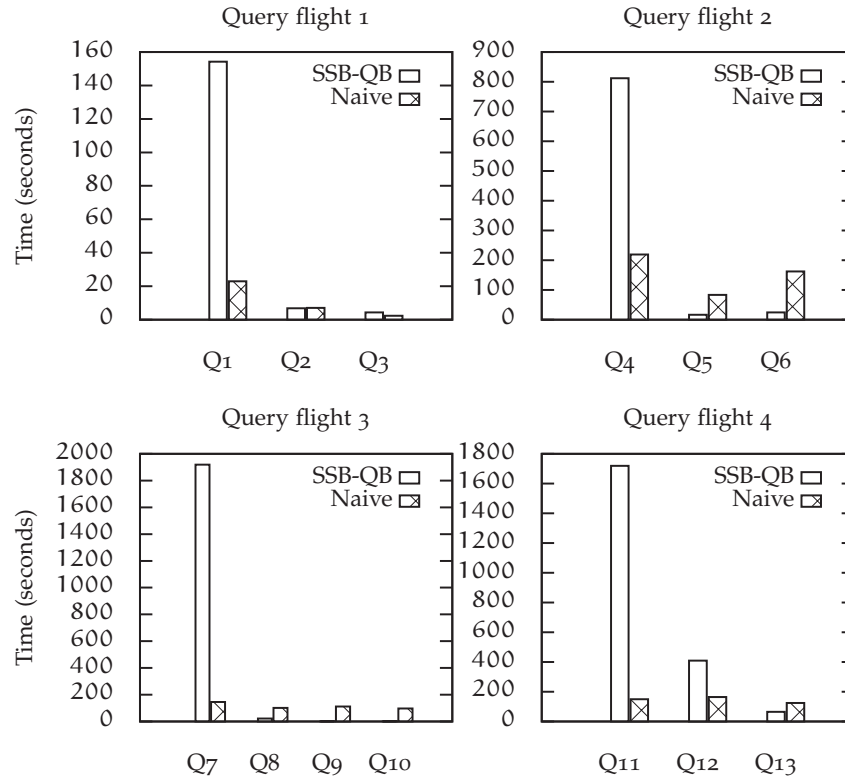 Query flight 1
160
140
120
100
80
60
40
20
0
Time (seconds)
SSB-QB
Naive
Q1 Q2 Q3
Query flight 2
900
800
700
600
500
400
300
200
100
0
SSB-QB
Naive
Q4 Q5 Q6
Query flight 3
2000
1800
1600
1400
1200
1000
800
600
400
200
0
Time (seconds)
SSB-QB
Naive
Q7 Q8 Q9 Q10
Query flight 4
1800
1600
1400
1200
1000
800
600
400
200
0
SSB-QB
Naive
Q11 Q12 Q13